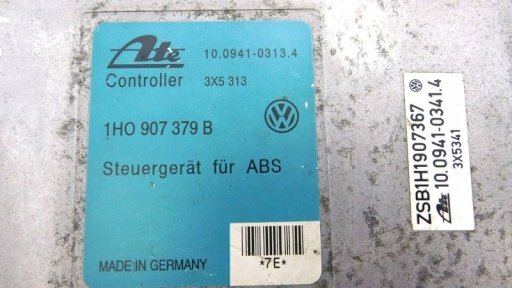 Ate 10.0941-0313.4
Controller 3X5 313
1HO 907 379 B
Steuergerät für ABS
MADE IN GERMANY
*7E*
ZSB1H1907367
Ate 10.0941-0341.4
3X5341